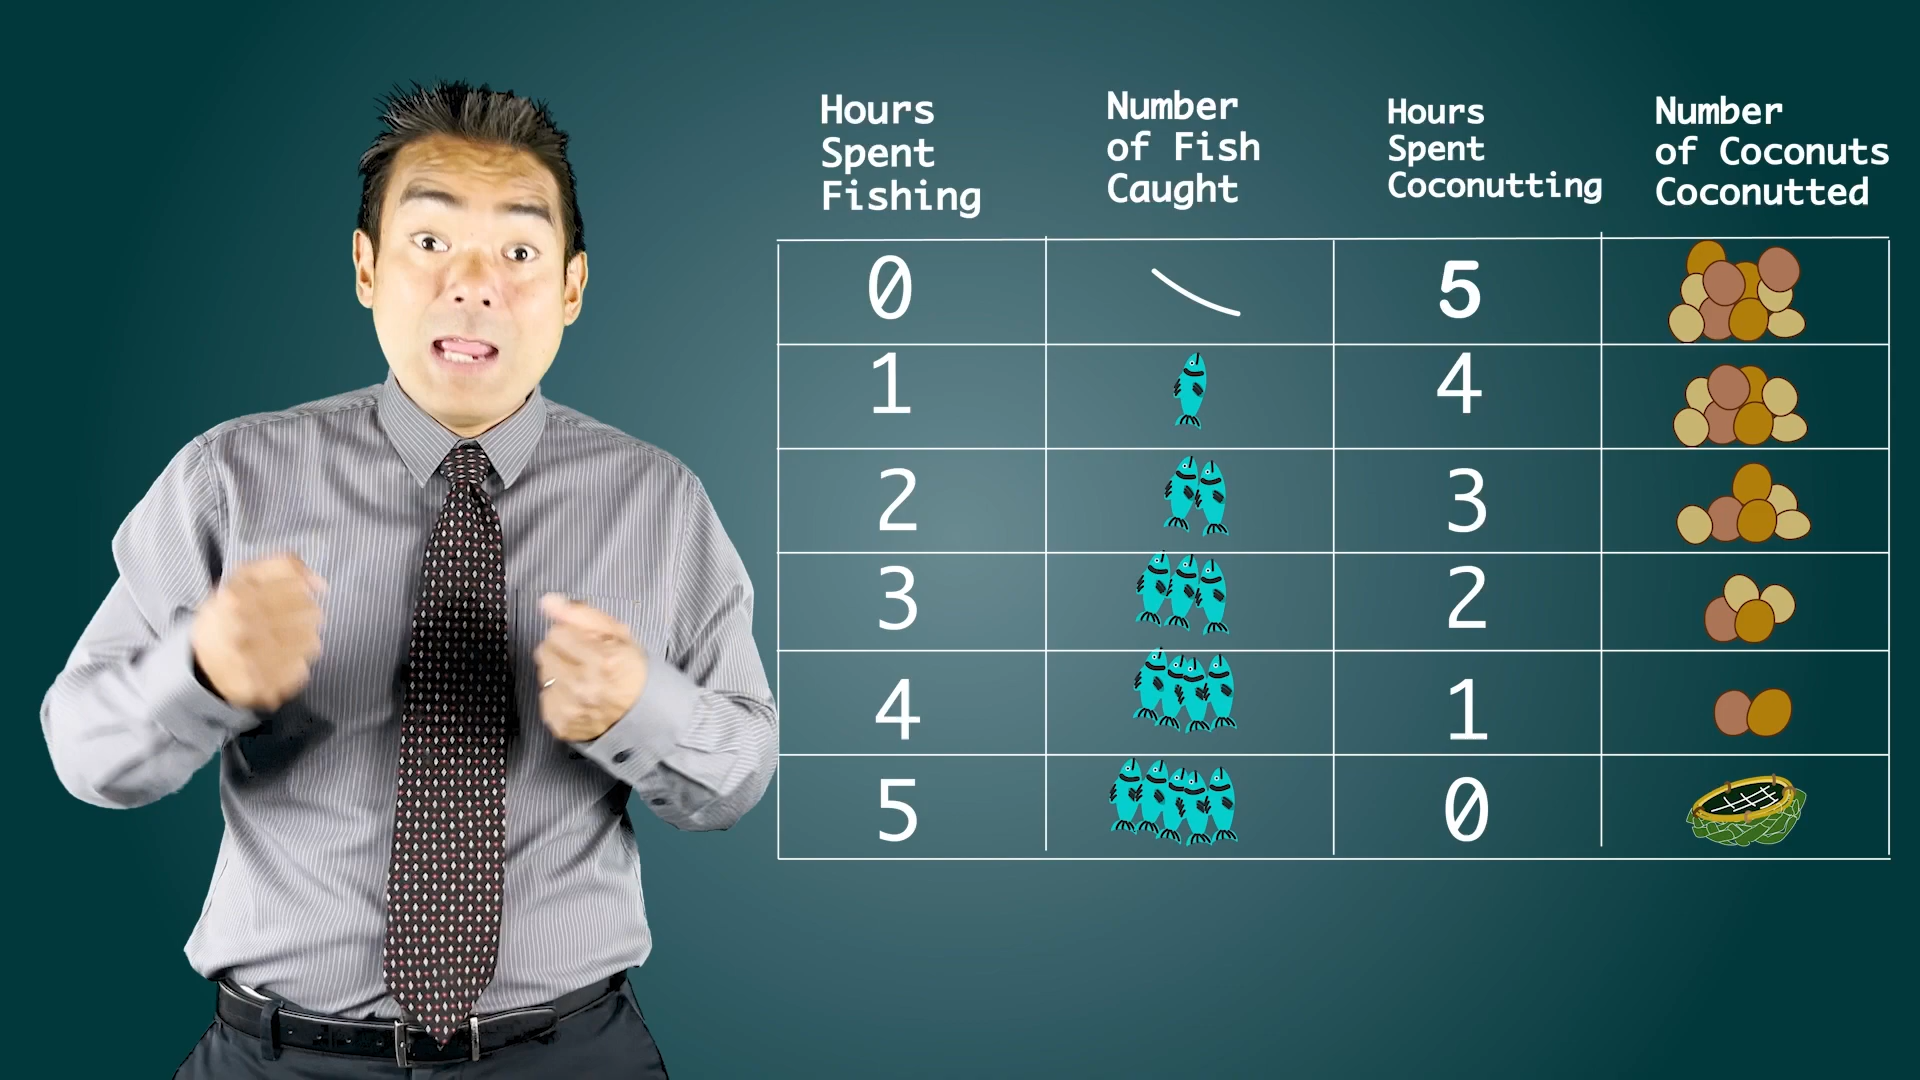 Hours
Spent
Fishing
Number
of Fish
Caught
Hours
Spent
Coconutting
Number
of Coconuts
Coconutted
0 5
1 4
2 3
3 2
4 1
5 0